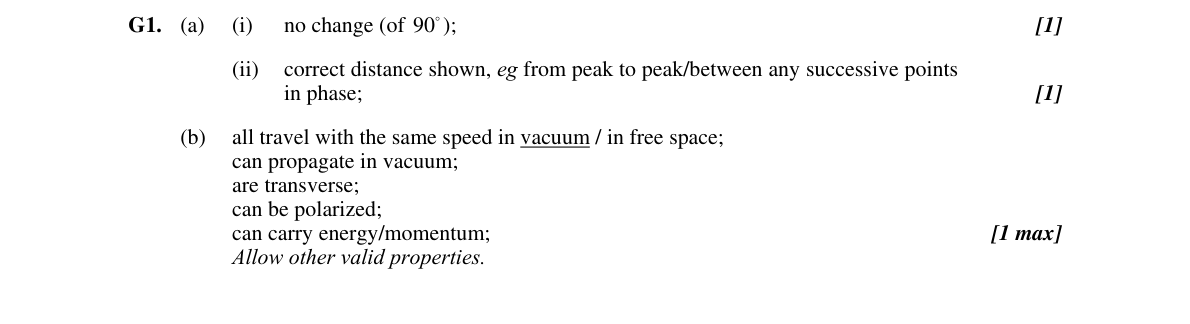 G1. (a) (i) no change (of 90°); [1]
(ii) correct distance shown, eg from peak to peak/between any successive points
in phase; [1]
(b) all travel with the same speed in vacuum / in free space;
can propagate in vacuum;
are transverse;
can be polarized;
can carry energy/momentum; [1 max]
Allow other valid properties.